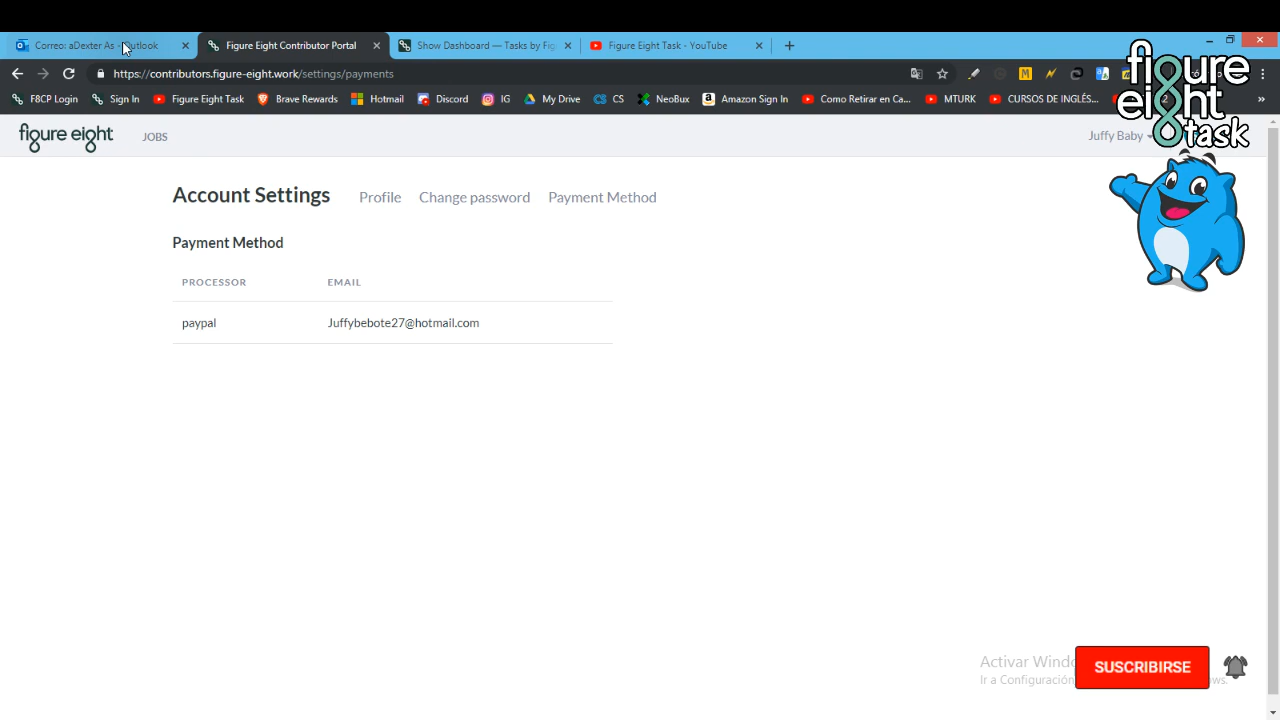 Correo: aDexter As - Outlook
Figure Eight Contributor Portal
Show Dashboard — Tasks by Fig
Figure Eight Task - YouTube
https://contributors.figure-eight.work/settings/payments
F8CP Login
Sign In
Figure Eight Task
Brave Rewards
Hotmail
Discord
IG
My Drive
CS
NeoBux
Amazon Sign In
Como Retirar en Ca...
MTURK
CURSOS DE INGLÉS...
figure eight task
figure eight
JOBS
Juffy Baby
Account Settings
Profile
Change password
Payment Method
Payment Method
PROCESSOR
EMAIL
paypal
Juffybebote27@hotmail.com
Activar Windo
Ir a Configuración
SUSCRIBIRSE